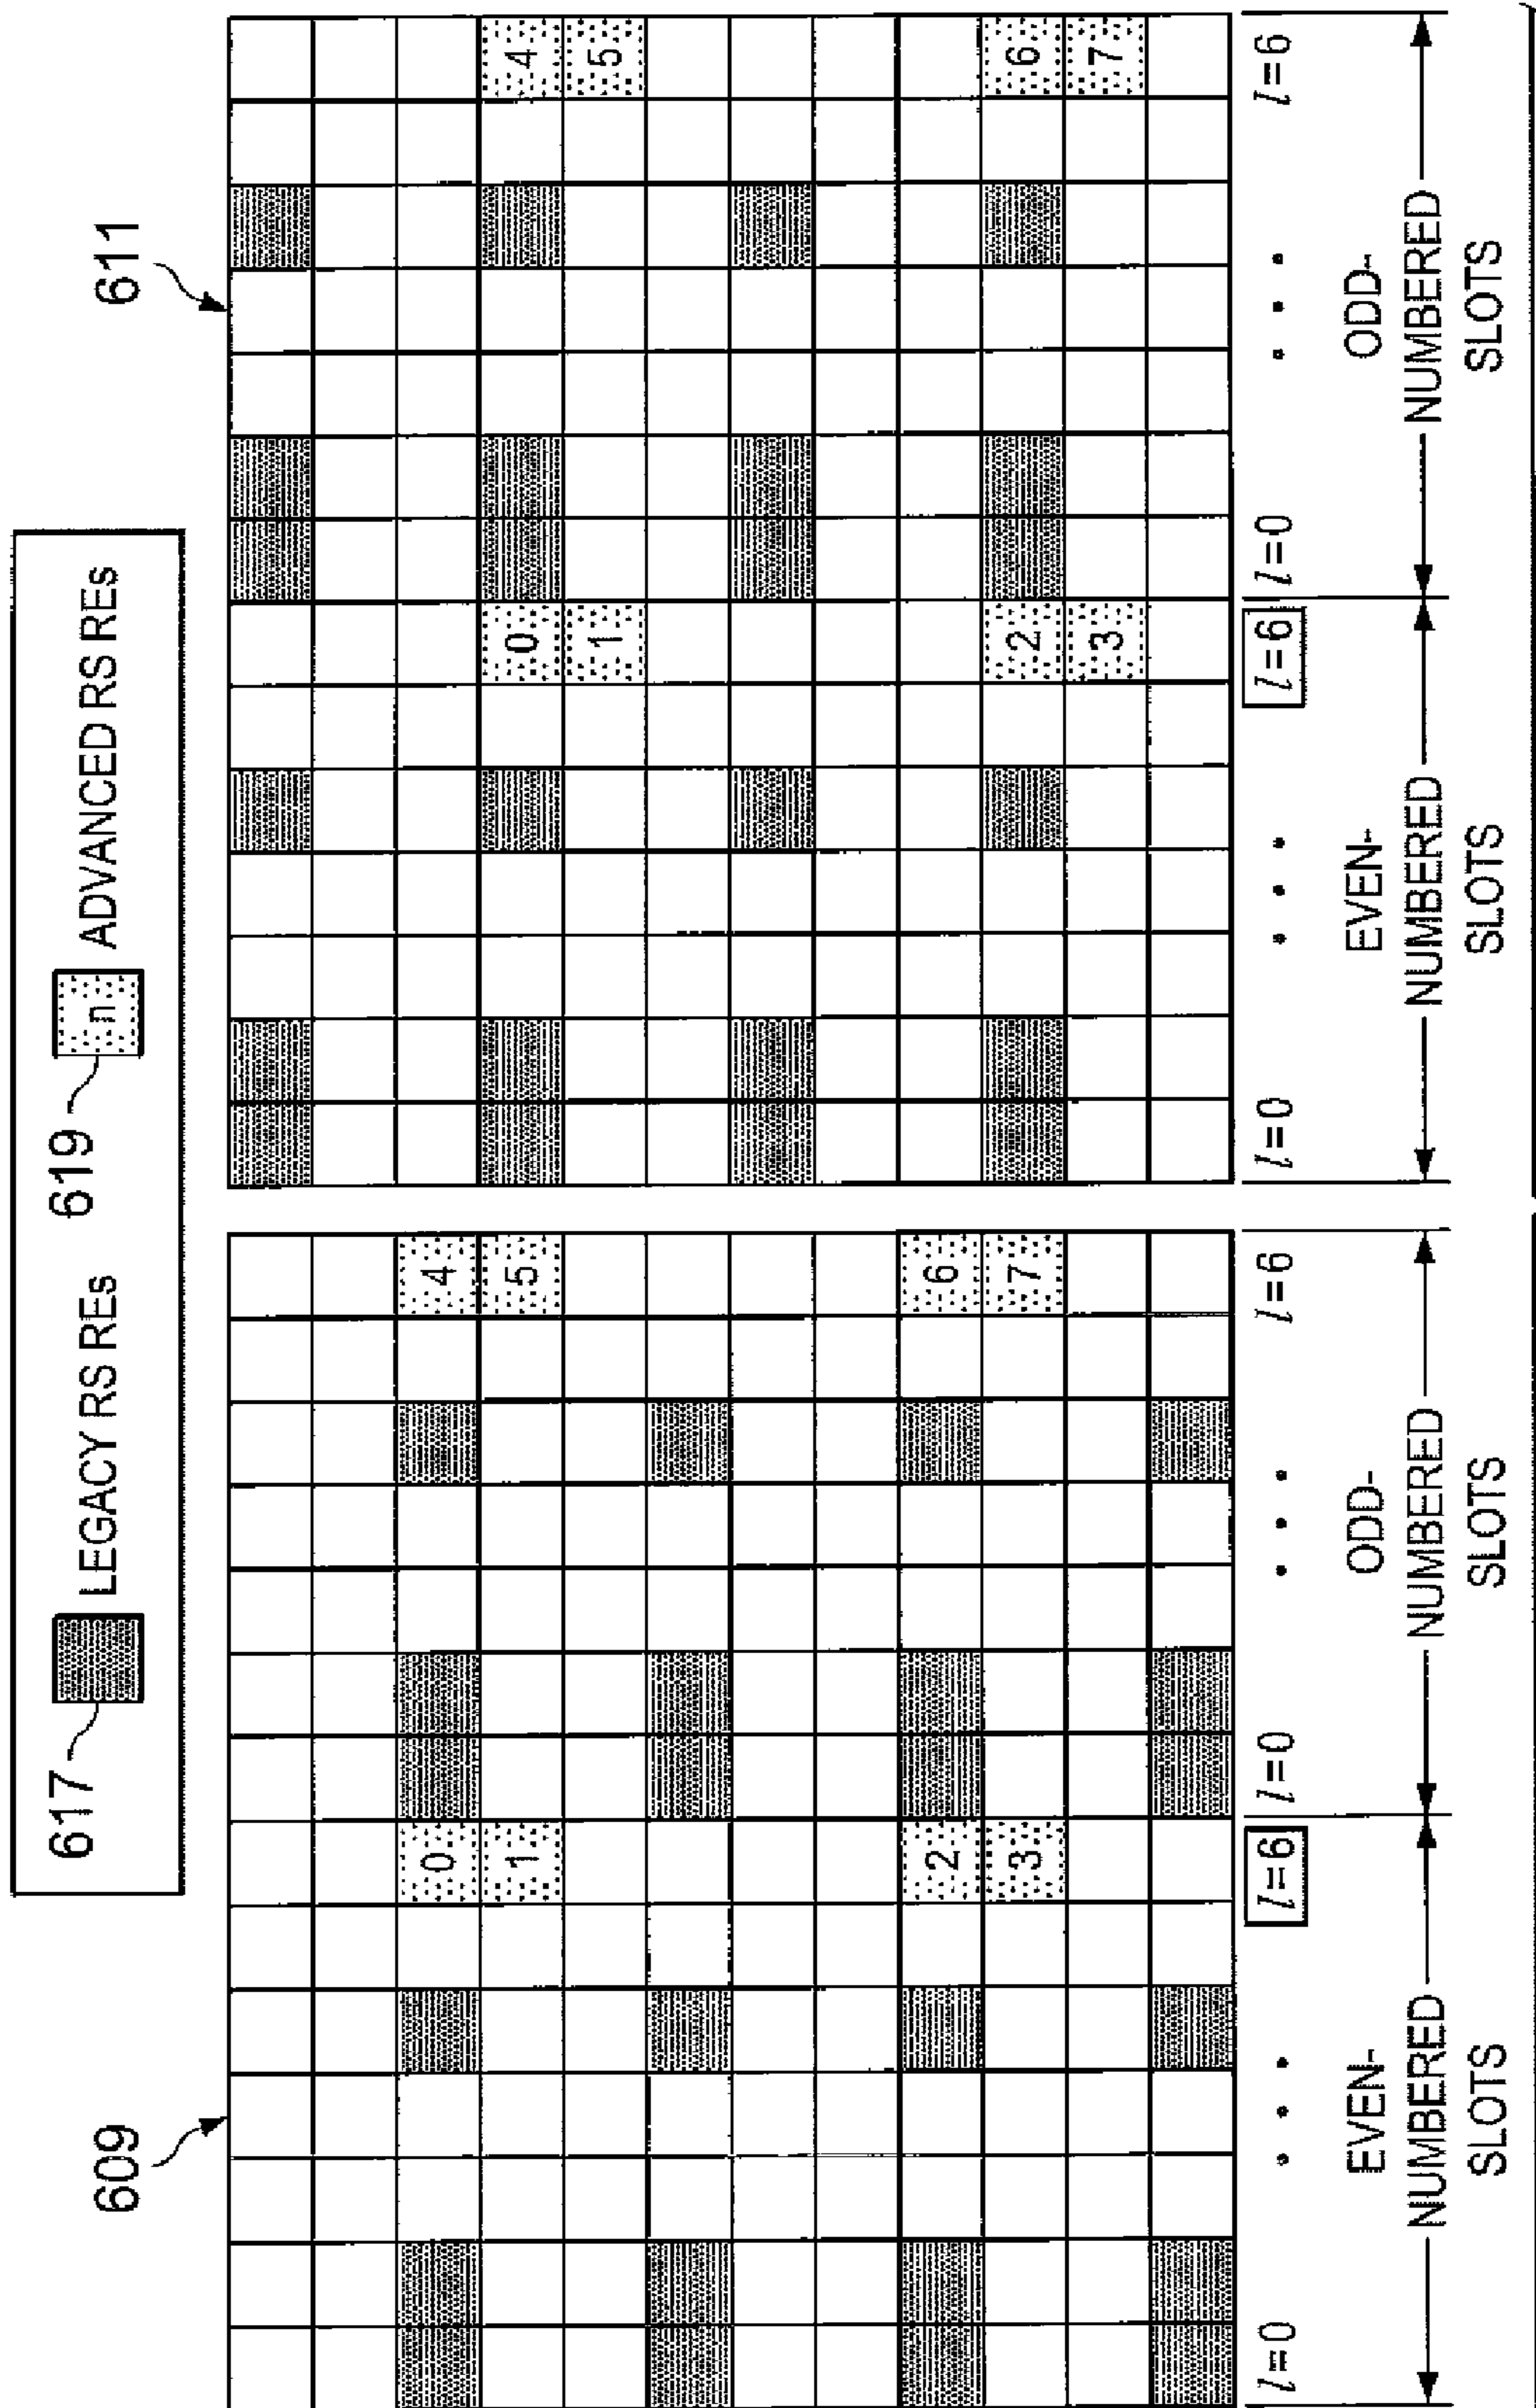 617 LEGACY RS REs 619 n ADVANCED RS REs
609
611
0 4
1 5
2 6
3 7
l=0 • • • l=6 l=0 • • • l=6
EVEN-
NUMBERED
SLOTS
ODD-
NUMBERED
SLOTS
0 4
1 5
2 6
3 7
l=0 • • • l=6 l=0 • • • l=6
EVEN-
NUMBERED
SLOTS
ODD-
NUMBERED
SLOTS